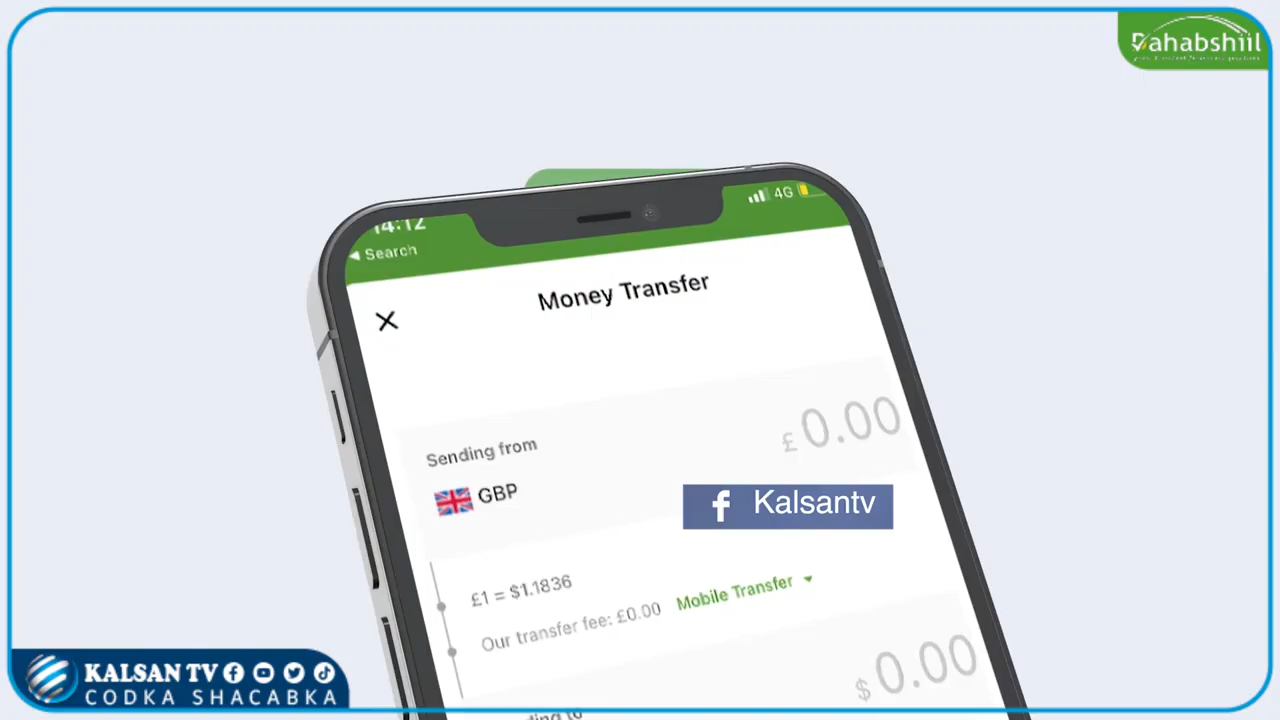 Dahabshiil
14:12
4G
Search
Money Transfer
Sending from
£ 0.00
GBP
f Kalsantv
£1 = $1.1836
Our transfer fee: £0.00 Mobile Transfer
$ 0.00
KALSAN TV
CODKA SHACABKA